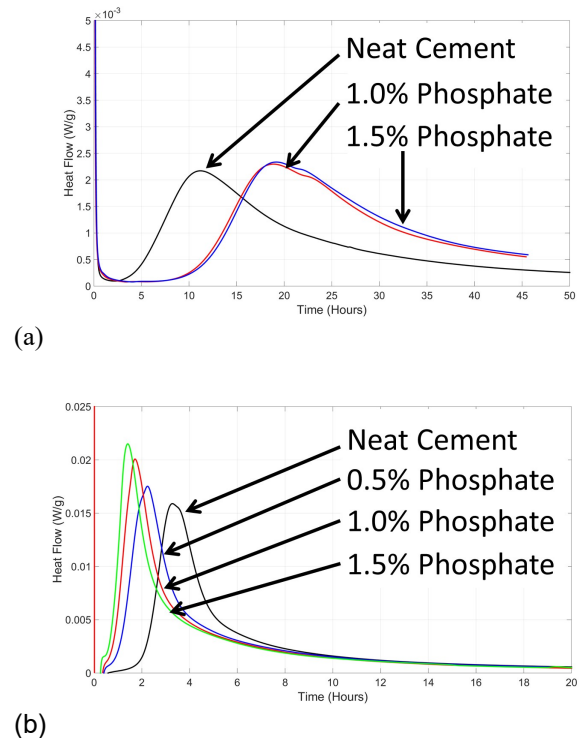 ×10⁻³
5
Neat Cement
4.5
4
1.0% Phosphate
3.5
3
1.5% Phosphate
2.5
2
1.5
1
0.5
0
Heat Flow (W/g)
0 5 10 15 20 25 30 35 40 45 50
Time (Hours)
(a)
0.025
Neat Cement
0.02
0.5% Phosphate
0.015
1.0% Phosphate
0.01
1.5% Phosphate
0.005
0
Heat Flow (W/g)
0 2 4 6 8 10 12 14 16 18 20
Time (Hours)
(b)